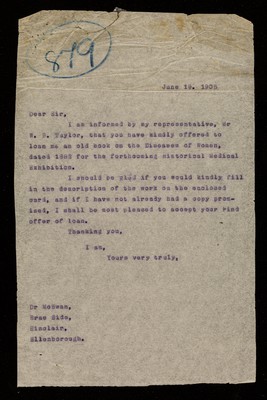 879
June 19. 1905
Dear Sir,
I am informed by my representative, Mr
Taylor, that you have kindly offered to
loan me an old book on the Diseases of Women,
dated for the forthcoming Historical Medical
Exhibition.
I should be glad if you would kindly fill
in the description of the work on the enclosed
card, and if I have not already had a copy prom-
ised, I shall be most pleased to accept your kind
offer of loan.
Thanking you,
I am,
Yours very truly,
Dr McEwan,
Brae Side,
Sinclair,
Ellenborough.